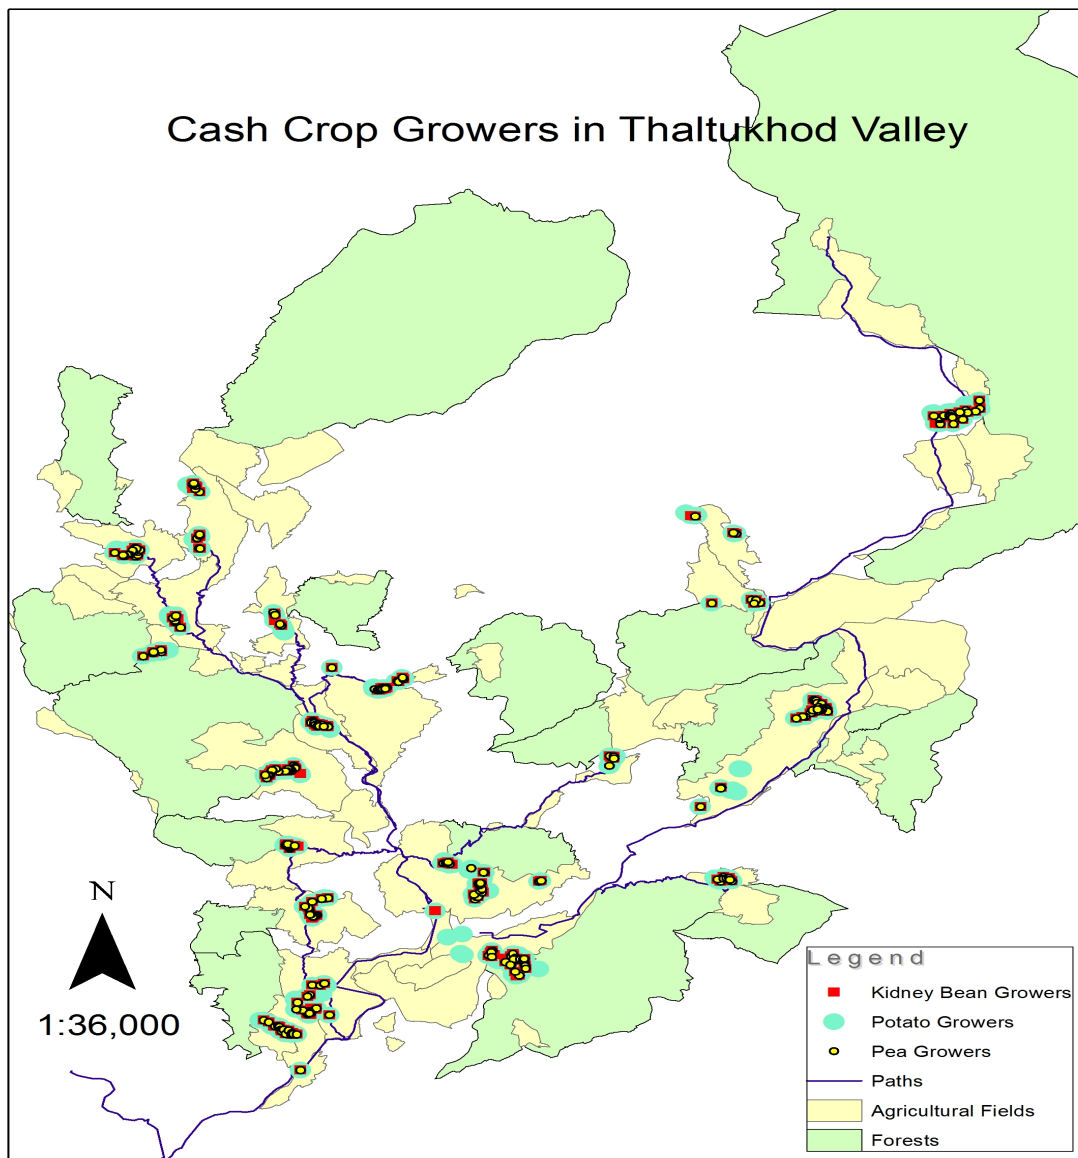 Cash Crop Growers in Thaltukhod Valley
N
1:36,000
Legend
Kidney Bean Growers
Potato Growers
Pea Growers
Paths
Agricultural Fields
Forests